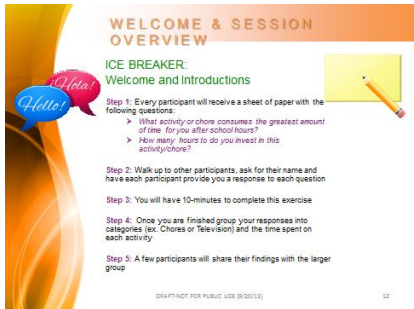 WELCOME & SESSION
OVERVIEW
ICE BREAKER:
Welcome and Introductions
¡Hola!
Hello!
Step 1: Every participant will receive a sheet of paper with the
following questions:
➤ What activity or chore consumes the greatest amount
of time for you after school hours?
➤ How many hours to do you invest in this
activity/chore?
Step 2: Walk up to other participants, ask for their name and
have each participant provide you a response to each question
Step 3: You will have 10-minutes to complete this exercise
Step 4: Once you are finished group your responses into
categories (ex. Chores or Television) and the time spent on
each activity
Step 5: A few participants will share their findings with the larger
group
DRAFT-NOT FOR PUBLIC USE (9/20/13)
12